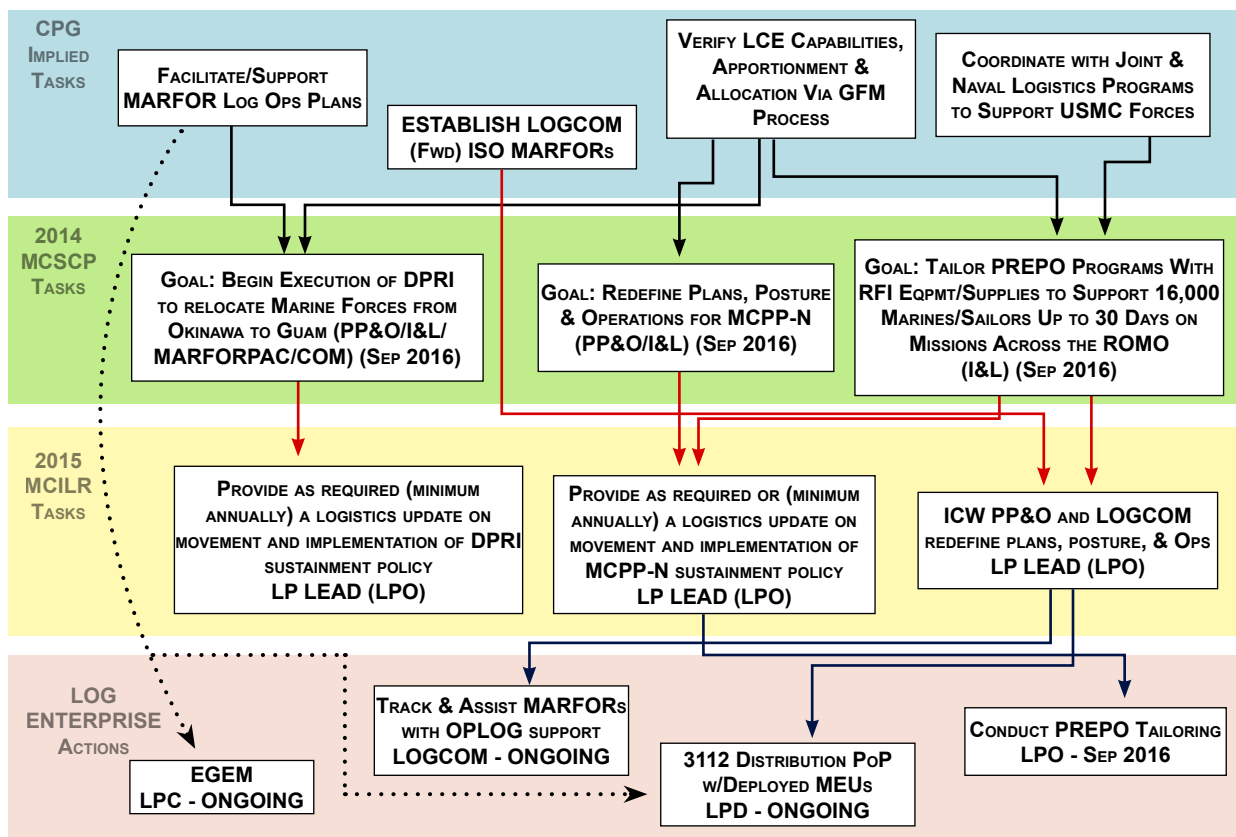 CPG
Implied
Tasks
Facilitate/Support
MARFOR Log Ops Plans
ESTABLISH LOGCOM
(Fwd) ISO MARFORs
Verify LCE Capabilities,
Apportionment &
Allocation Via GFM
Process
Coordinate with Joint &
Naval Logistics Programs
to Support USMC Forces
2014
MCSCP
Tasks
Goal: Begin Execution of DPRI
to relocate Marine Forces from
Okinawa to Guam (PP&O/I&L/
MARFORPAC/COM) (Sep 2016)
Goal: Redefine Plans, Posture
& Operations for MCPP-N
(PP&O/I&L) (Sep 2016)
Goal: Tailor PREPO Programs With
RFI Eqpmt/Supplies to Support 16,000
Marines/Sailors Up to 30 Days on
Missions Across the ROMO
(I&L) (Sep 2016)
2015
MCILR
Tasks
Provide as required (minimum
annually) a logistics update on
movement and implementation of DPRI
sustainment policy
LP LEAD (LPO)
Provide as required or (minimum
annually) a logistics update on
movement and implementation of
MCPP-N sustainment policy
LP LEAD (LPO)
ICW PP&O and LOGCOM
redefine plans, posture, & Ops
LP LEAD (LPO)
LOG
ENTERPRISE
Actions
EGEM
LPC - ONGOING
Track & Assist MARFORs
with OPLOG support
LOGCOM - ONGOING
3112 Distribution PoP
w/Deployed MEUs
LPD - ONGOING
Conduct PREPO Tailoring
LPO - Sep 2016